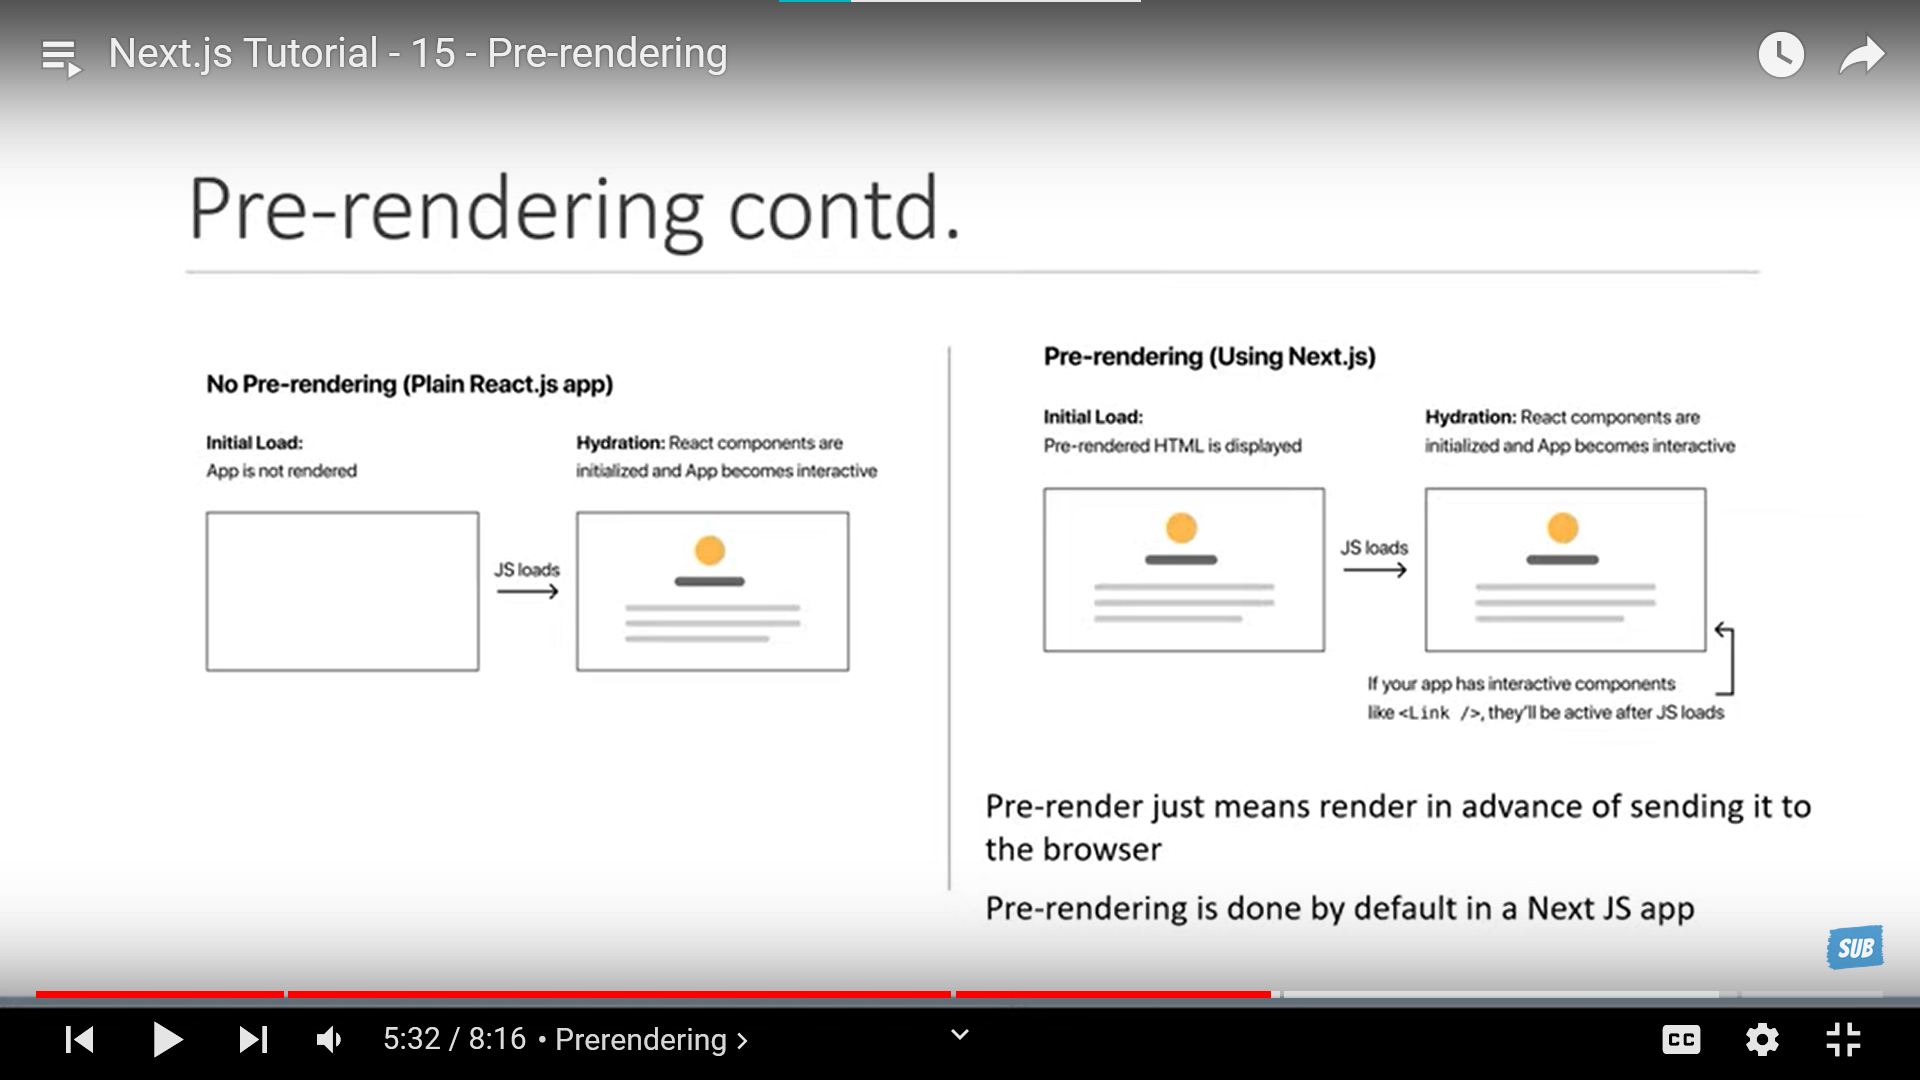 Next.js Tutorial - 15 - Pre-rendering
Pre-rendering contd.
No Pre-rendering (Plain React.js app)
Initial Load:
App is not rendered
Hydration: React components are
initialized and App becomes interactive
JS loads
Pre-rendering (Using Next.js)
Initial Load:
Pre-rendered HTML is displayed
Hydration: React components are
initialized and App becomes interactive
JS loads
If your app has interactive components
like <Link />, they'll be active after JS loads
Pre-render just means render in advance of sending it to
the browser
Pre-rendering is done by default in a Next JS app
SUB
5:32 / 8:16 • Prerendering >
CC